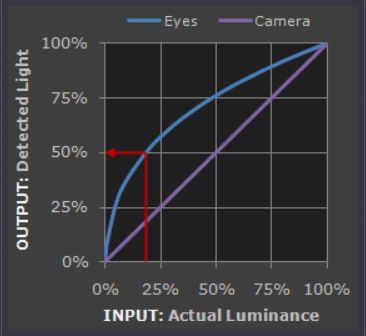 Eyes Camera
100%
75%
50%
25%
0%
OUTPUT: Detected Light
0% 25% 50% 75% 100%
INPUT: Actual Luminance